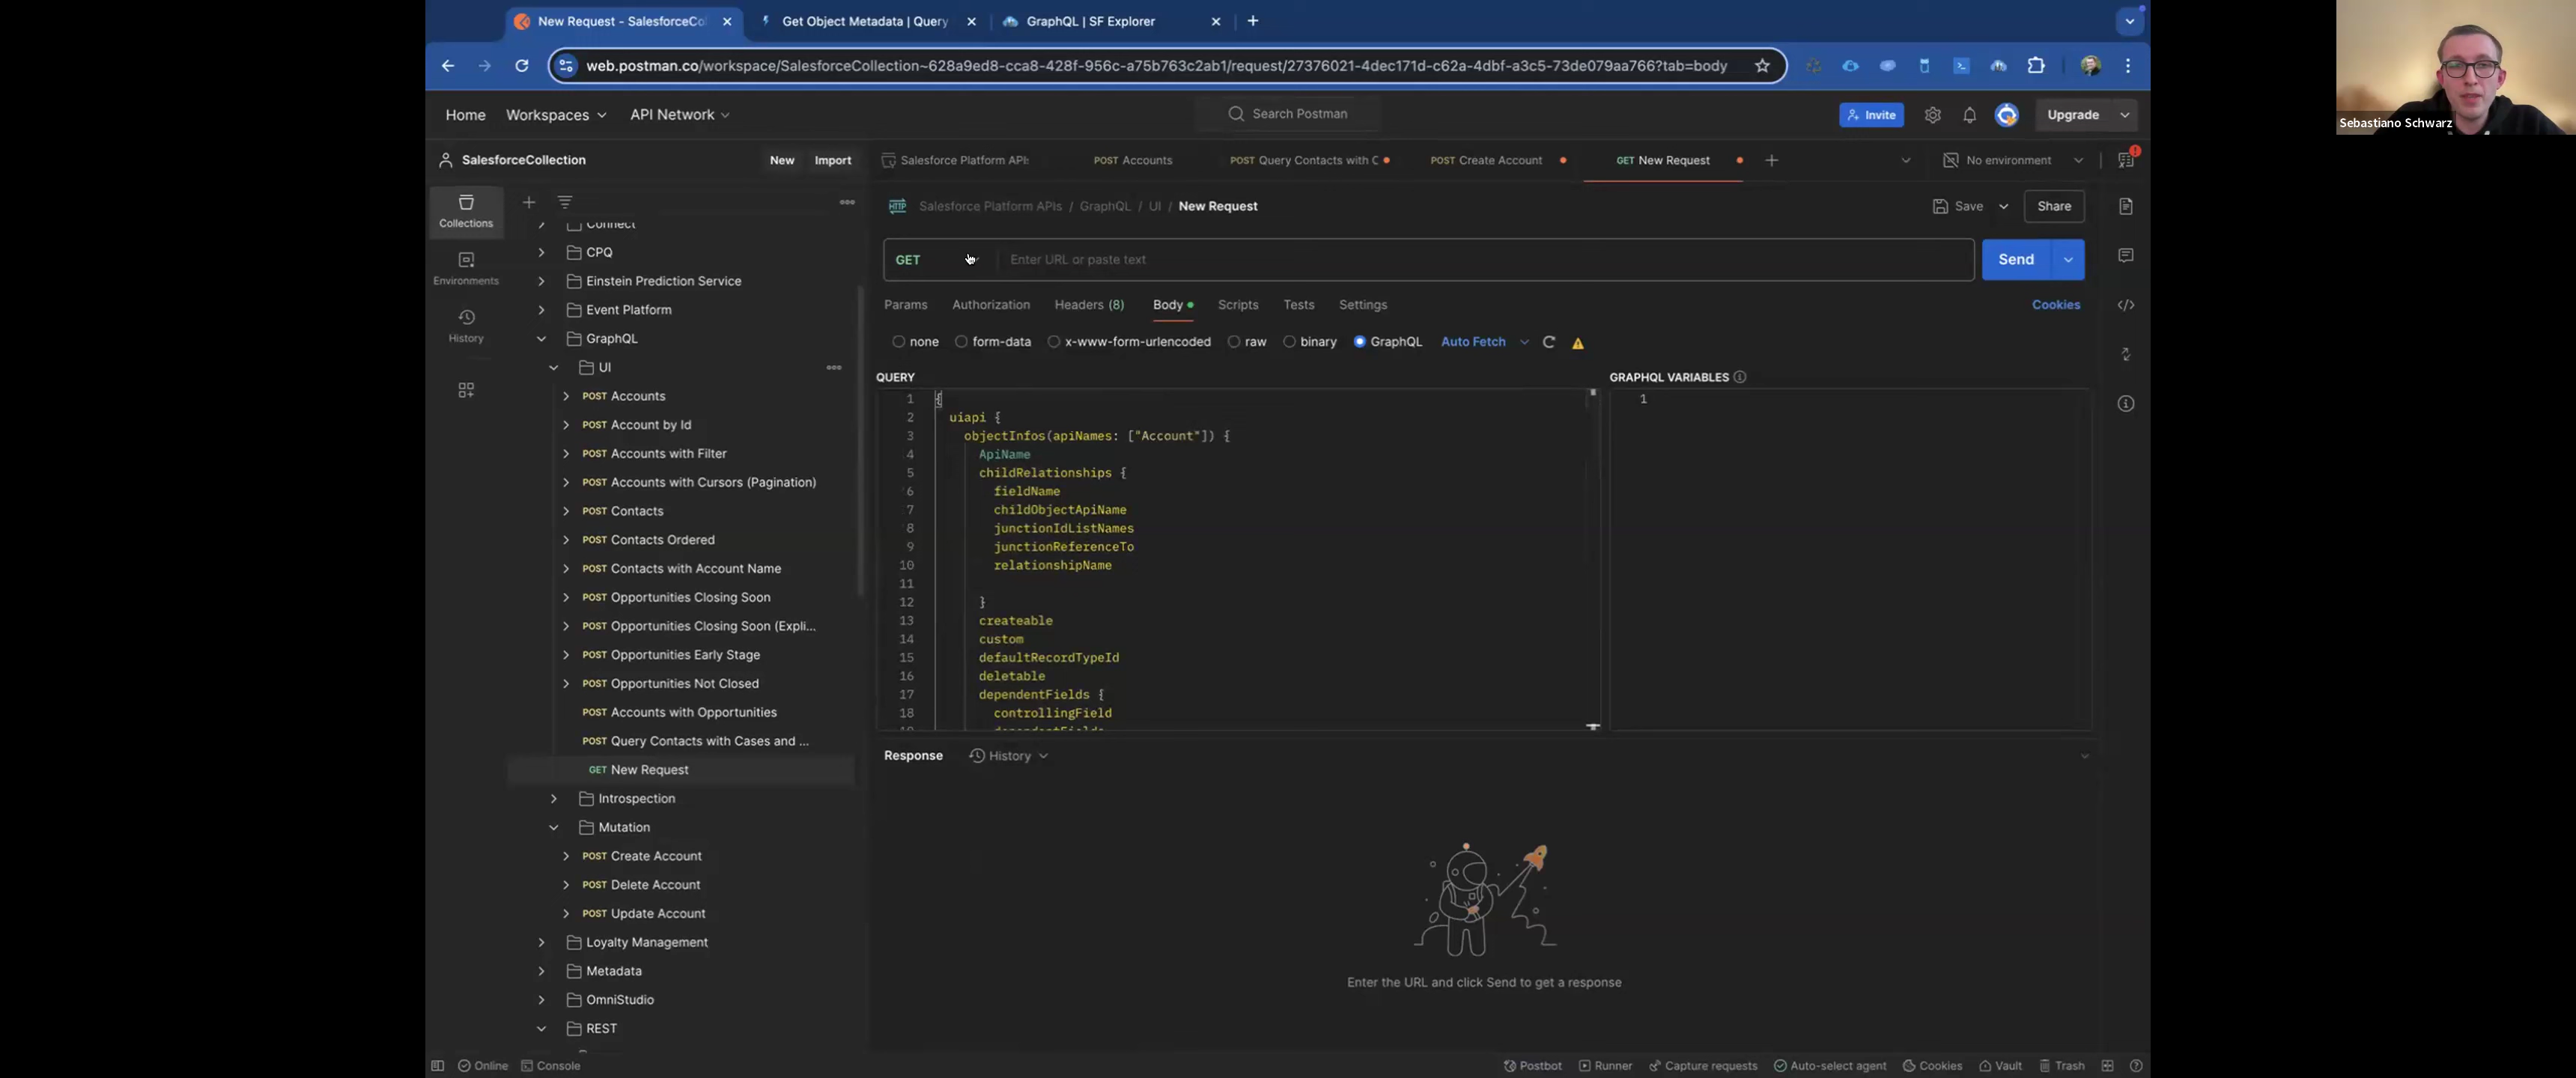 New Request - SalesforceCo
Get Object Metadata | Query
GraphQL | SF Explorer
web.postman.co/workspace/SalesforceCollection~628a9ed8-cca8-428f-956c-a75b763c2ab1/request/27376021-4dec171d-c62a-4dbf-a3c5-73de079aa766?tab=body
Sebastiano Schwarz
Home
Workspaces
API Network
Search Postman
Invite
Upgrade
SalesforceCollection
New
Import
Salesforce Platform APIs
POST Accounts
POST Query Contacts with C
POST Create Account
GET New Request
No environment
Collections
Environments
History
Connect
CPQ
Einstein Prediction Service
Event Platform
GraphQL
UI
POST Accounts
POST Account by Id
POST Accounts with Filter
POST Accounts with Cursors (Pagination)
POST Contacts
POST Contacts Ordered
POST Contacts with Account Name
POST Opportunities Closing Soon
POST Opportunities Closing Soon (Expli...
POST Opportunities Early Stage
POST Opportunities Not Closed
POST Accounts with Opportunities
POST Query Contacts with Cases and ...
GET New Request
Introspection
Mutation
POST Create Account
POST Delete Account
POST Update Account
Loyalty Management
Metadata
OmniStudio
REST
HTTP Salesforce Platform APIs / GraphQL / UI / New Request
Save
Share
GET
Enter URL or paste text
Send
Params
Authorization
Headers (8)
Body
Scripts
Tests
Settings
Cookies
none
form-data
x-www-form-urlencoded
raw
binary
GraphQL
Auto Fetch
QUERY
1 {
2 uiapi {
3 objectInfos(apiNames: ["Account"]) {
4 ApiName
5 childRelationships {
6 fieldName
7 childObjectApiName
8 junctionIdListNames
9 junctionReferenceTo
10 relationshipName
11
12 }
13 createable
14 custom
15 defaultRecordTypeId
16 deletable
17 dependentFields {
18 controllingField
GRAPHQL VARIABLES
1
Response
History
Enter the URL and click Send to get a response
Online
Console
Postbot
Runner
Capture requests
Auto-select agent
Cookies
Vault
Trash